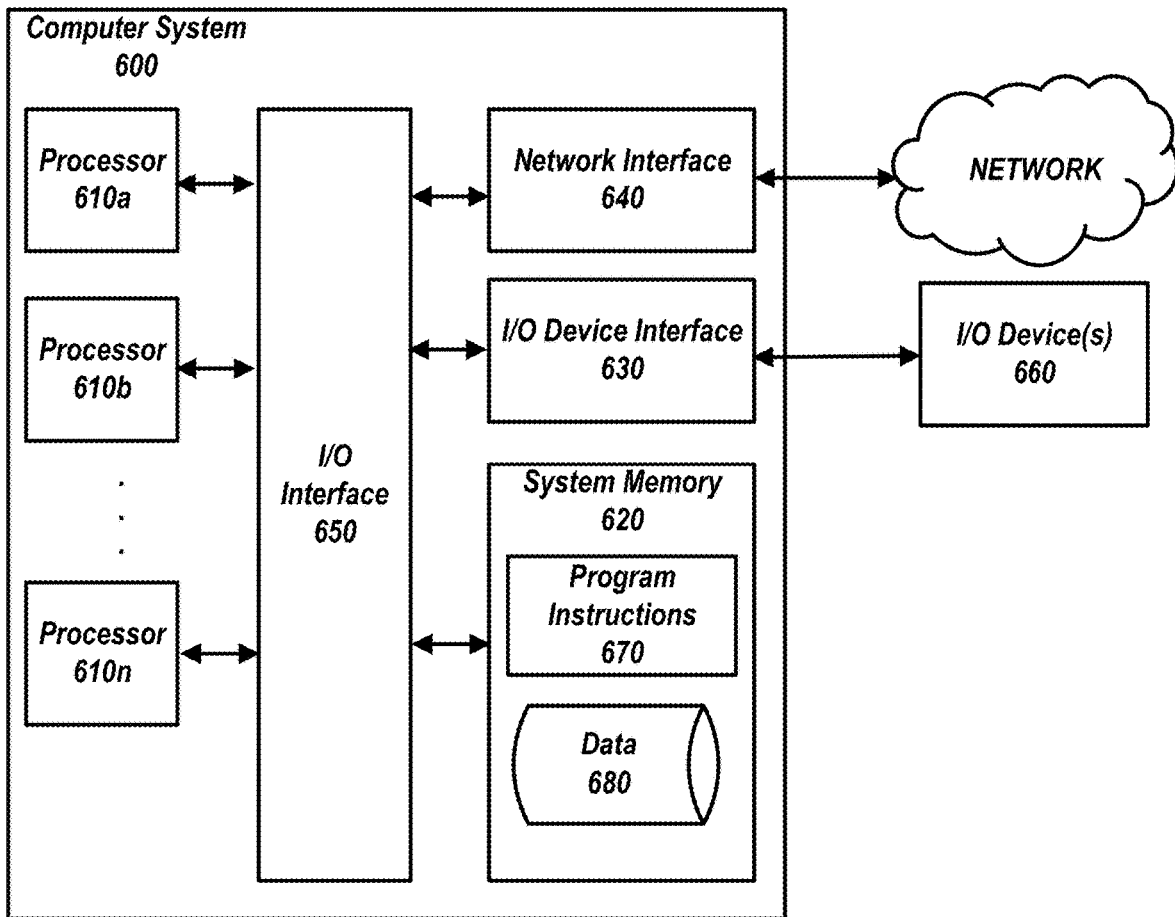 Computer System
600
Processor
610a
Processor
610b
Processor
610n
I/O
Interface
650
Network Interface
640
I/O Device Interface
630
System Memory
620
Program
Instructions
670
Data
680
NETWORK
I/O Device(s)
660